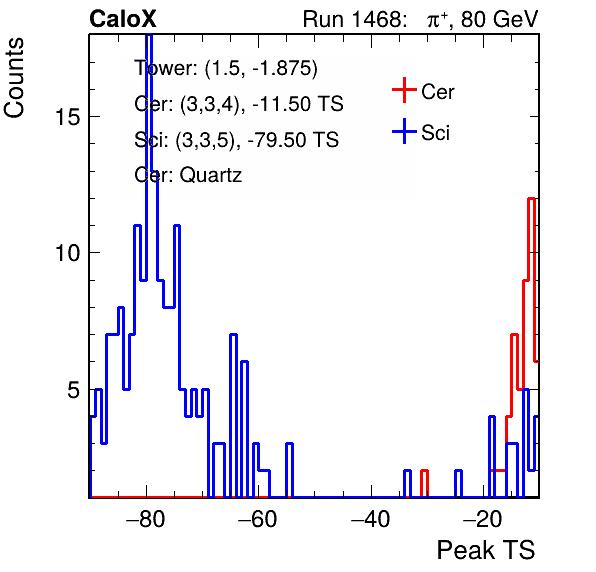 CaloX Run 1468: π⁺, 80 GeV
Tower: (1.5, -1.875)
Cer: (3,3,4), -11.50 TS
Sci: (3,3,5), -79.50 TS
Cer: Quartz
Cer
Sci
Counts
15
10
5
−80 −60 −40 −20
Peak TS